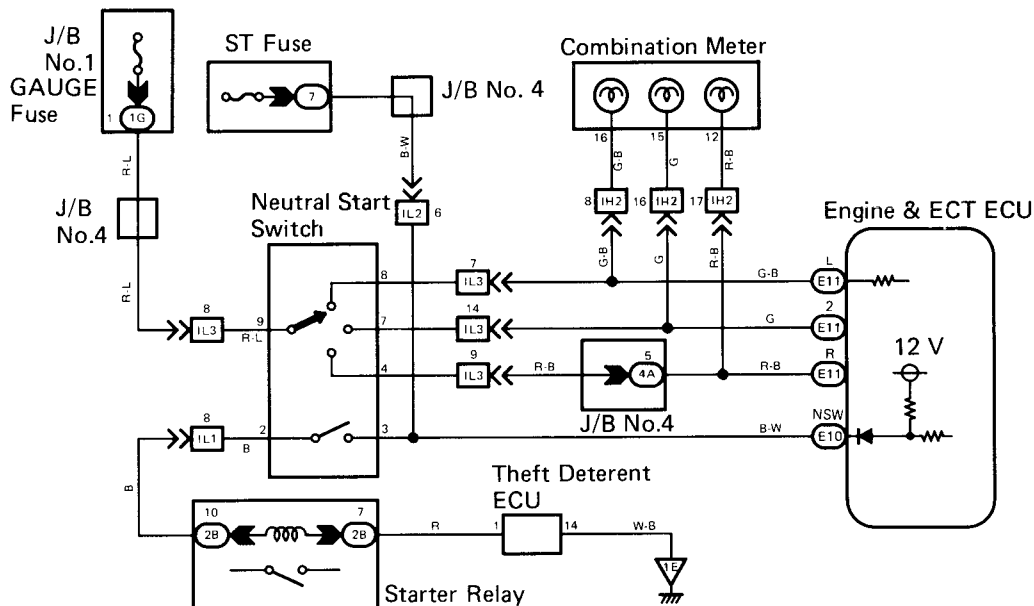 J/B
No.1
GAUGE
Fuse
1
1G
R-L
J/B
No.4
R-L
ST Fuse
7
J/B No. 4
B-W
IL2
6
Combination Meter
16
15
12
G-B
G
R-B
8
IH2
16
IH2
17
IH2
G-B
G
R-B
Neutral Start
Switch
8
IL3
9
R-L
8
7
4
7
IL3
14
IL3
9
IL3
R-B
5
4A
J/B No.4
G-B
G
R-B
B-W
Engine & ECT ECU
L
E11
2
E11
R
E11
NSW
E10
12 V
8
IL1
2
B
3
B
10
2B
7
2B
Starter Relay
R
Theft Deterent
ECU
1
14
W-B
1E